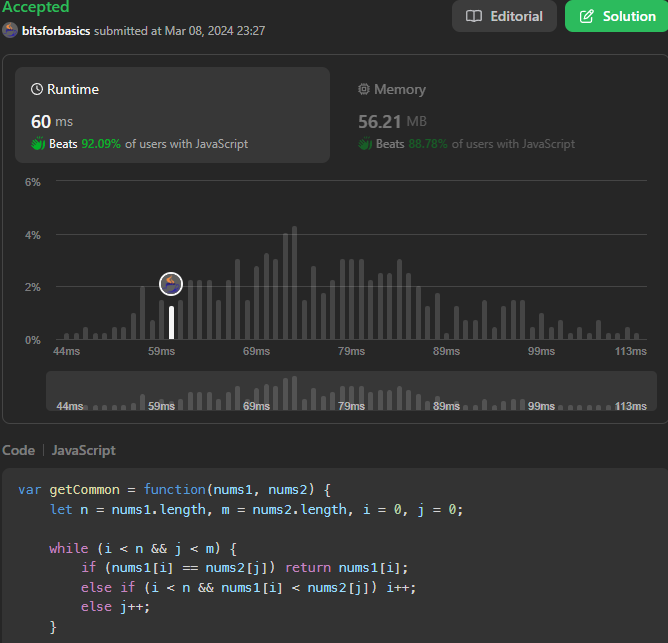 Accepted
bitsforbasics submitted at Mar 08, 2024 23:27
Editorial
Solution
Runtime
60 ms
Beats 92.09% of users with JavaScript
Memory
56.21 MB
Beats 88.78% of users with JavaScript
6%
4%
2%
0%
44ms 59ms 69ms 79ms 89ms 99ms 113ms
44ms 59ms 69ms 79ms 89ms 99ms 113ms
Code | JavaScript
var getCommon = function(nums1, nums2) {
    let n = nums1.length, m = nums2.length, i = 0, j = 0;
    while (i < n && j < m) {
        if (nums1[i] == nums2[j]) return nums1[i];
        else if (i < n && nums1[i] < nums2[j]) i++;
        else j++;
    }